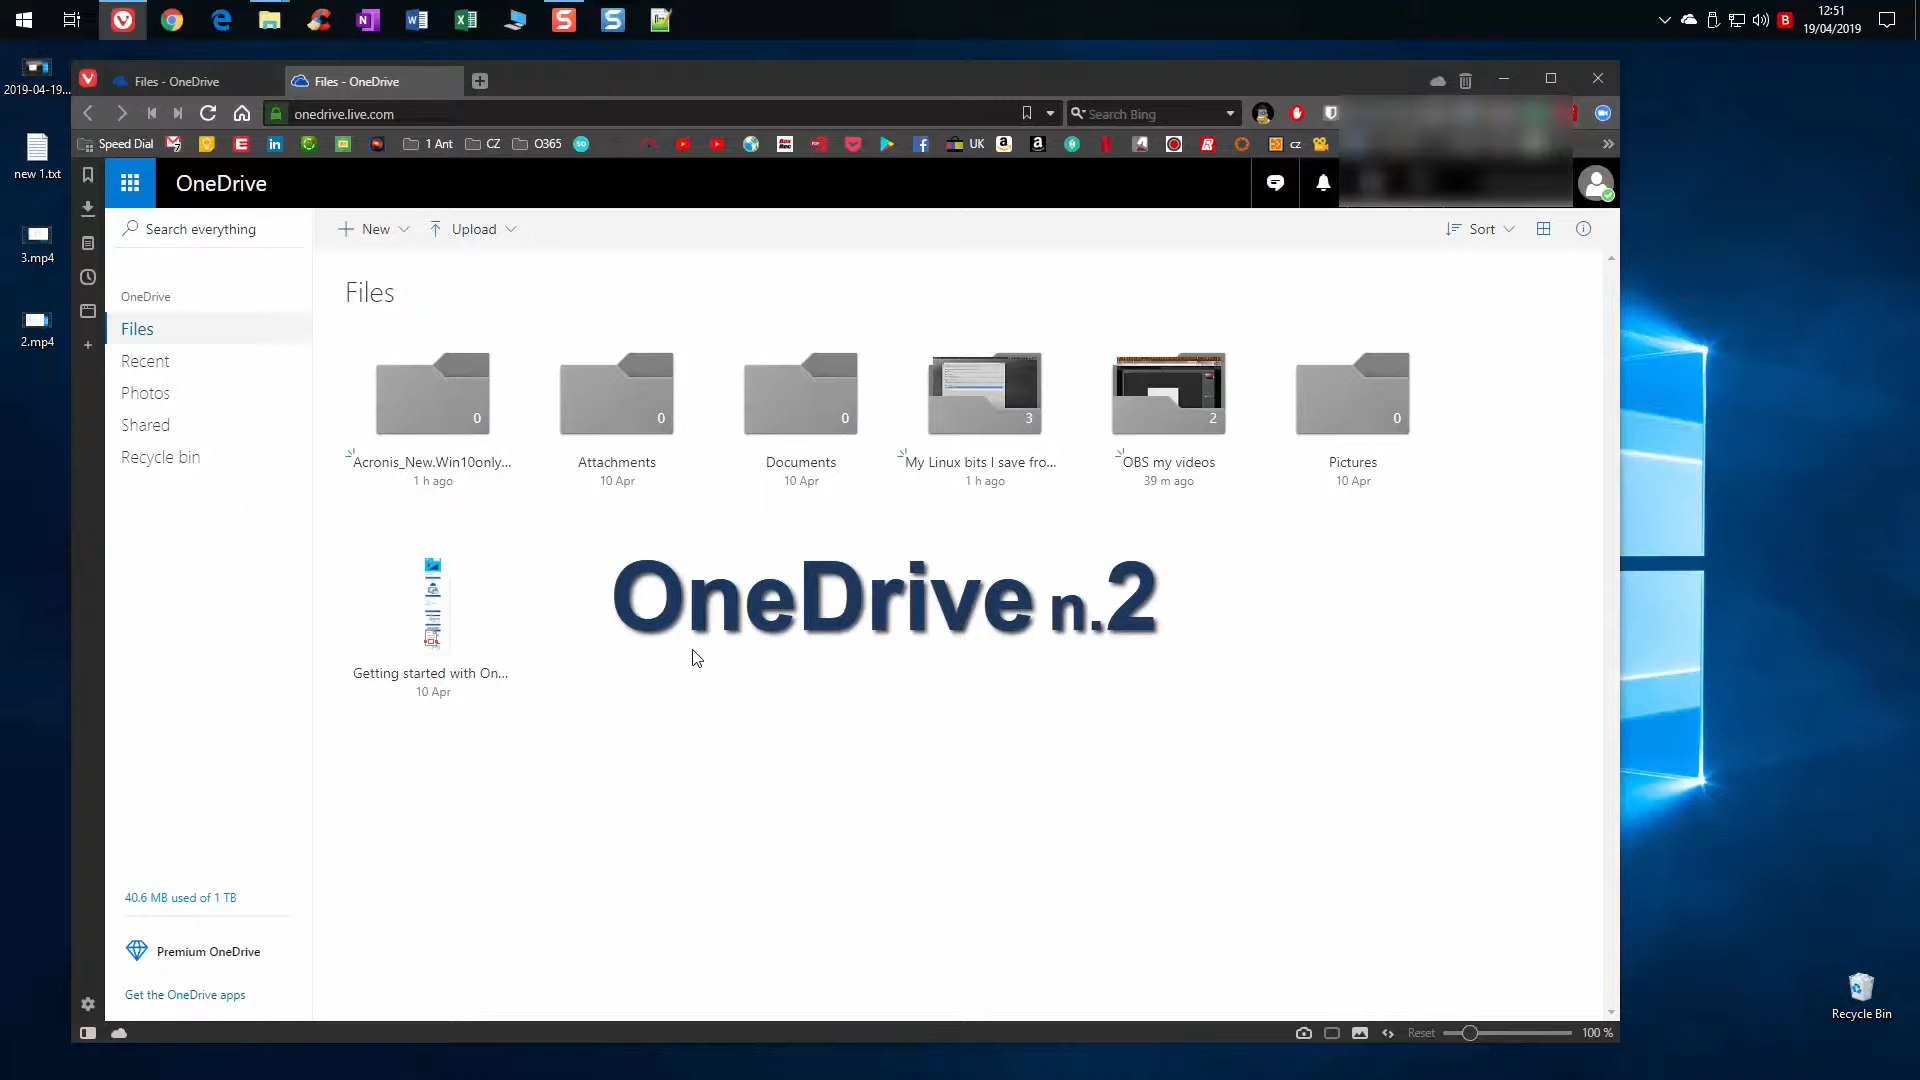 12:51
19/04/2019
2019-04-19...
new 1.txt
3.mp4
2.mp4
Files - OneDrive
Files - OneDrive
onedrive.live.com
Search Bing
Speed Dial
1 Ant
CZ
O365
UK
cz
OneDrive
Search everything
New
Upload
Sort
OneDrive
Files
Recent
Photos
Shared
Recycle bin
Files
0
0
0
3
2
0
Acronis_New.Win10only...
Attachments
Documents
My Linux bits I save fro...
OBS my videos
Pictures
1 h ago
10 Apr
10 Apr
1 h ago
39 m ago
10 Apr
OneDrive n.2
Getting started with On...
10 Apr
40.6 MB used of 1 TB
Premium OneDrive
Get the OneDrive apps
Reset
100 %
Recycle Bin